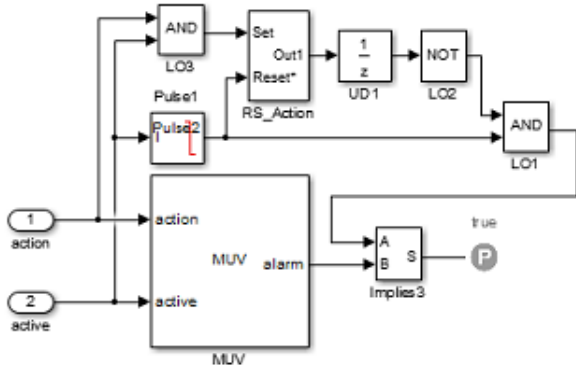 AND
LO3
Set
Out1
Reset*
RS_Action
1
z
UD1
NOT
LO2
AND
LO1
Pulse1
Pulse2
1
action
2
active
action
MUV
alarm
active
MUV
A
B
S
Implies3
true
P